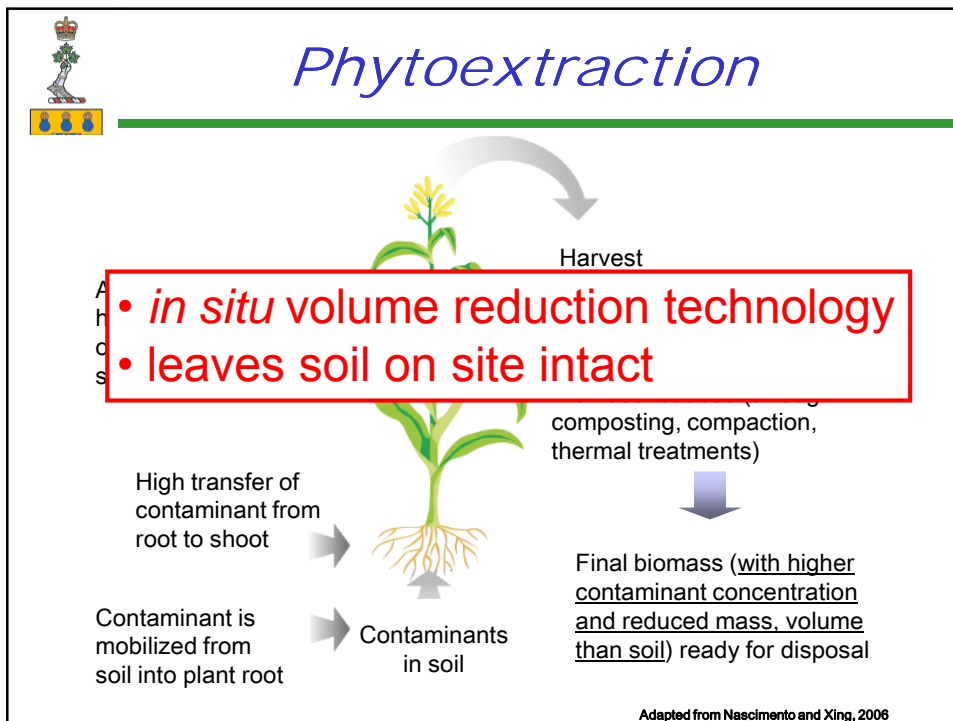 Phytoextraction
Harvest
• in situ volume reduction technology
• leaves soil on site intact
composting, compaction,
thermal treatments)
High transfer of
contaminant from
root to shoot
Final biomass (with higher
contaminant concentration
and reduced mass, volume
than soil) ready for disposal
Contaminant is
mobilized from
soil into plant root
Contaminants
in soil
Adapted from Nascimento and Xing, 2006